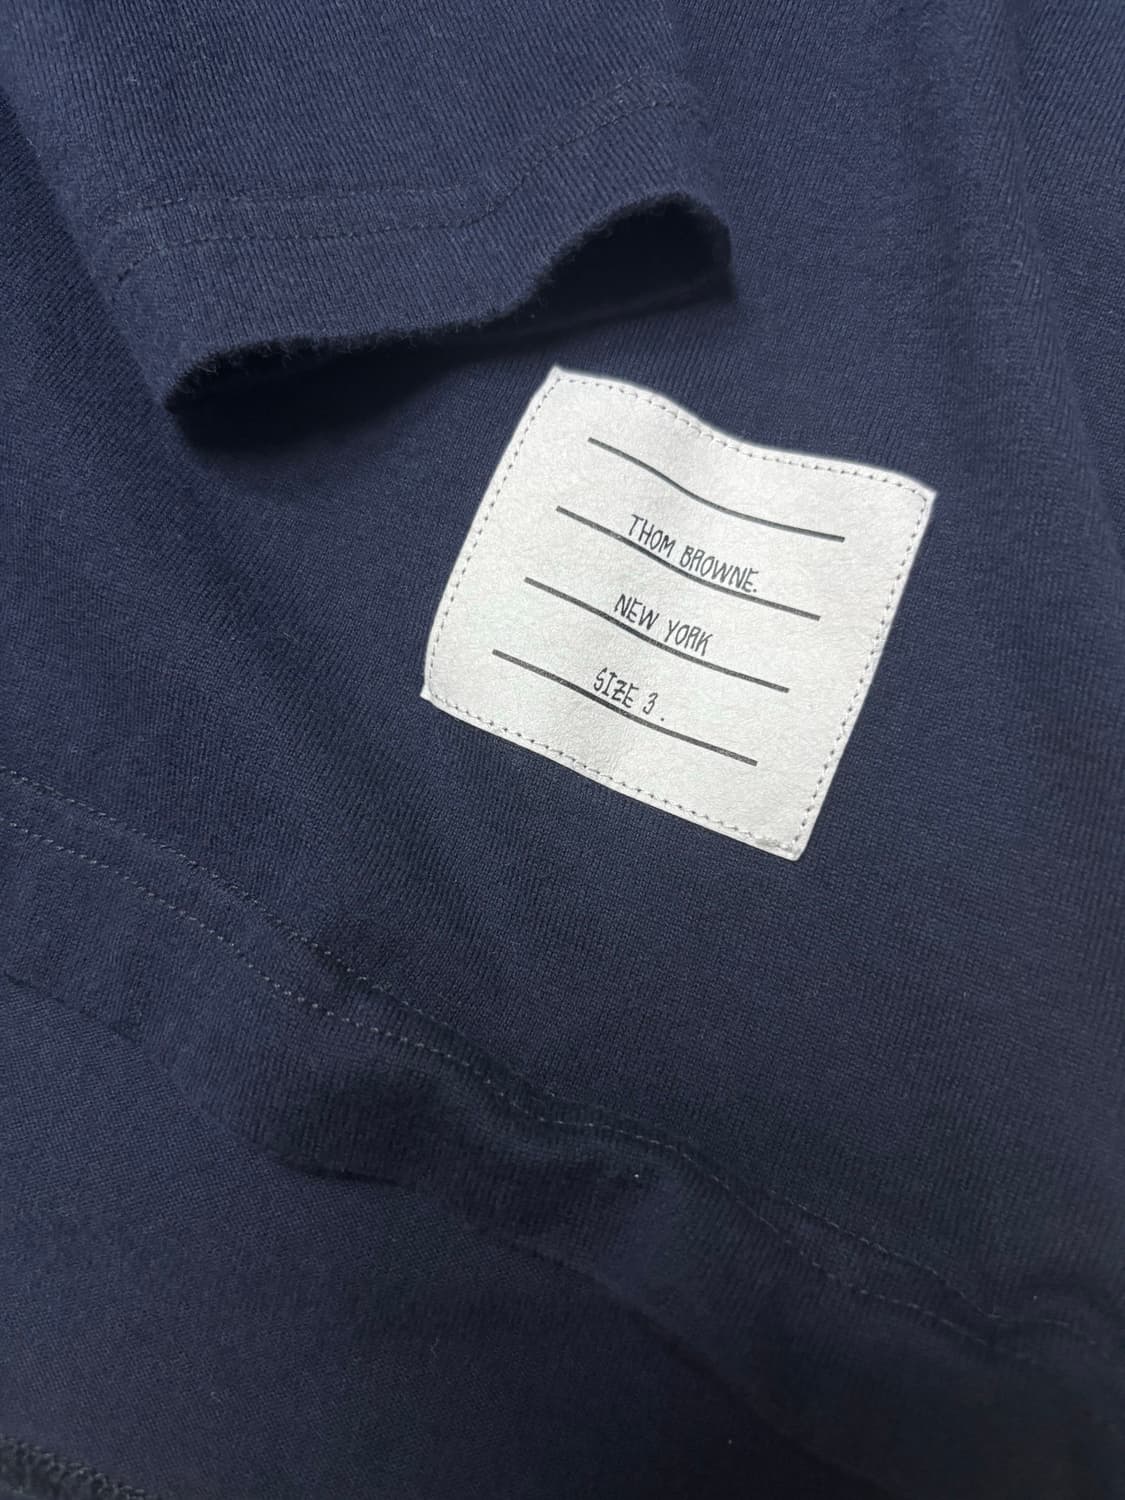 THOM BROWNE.
NEW YORK
SIZE 3.